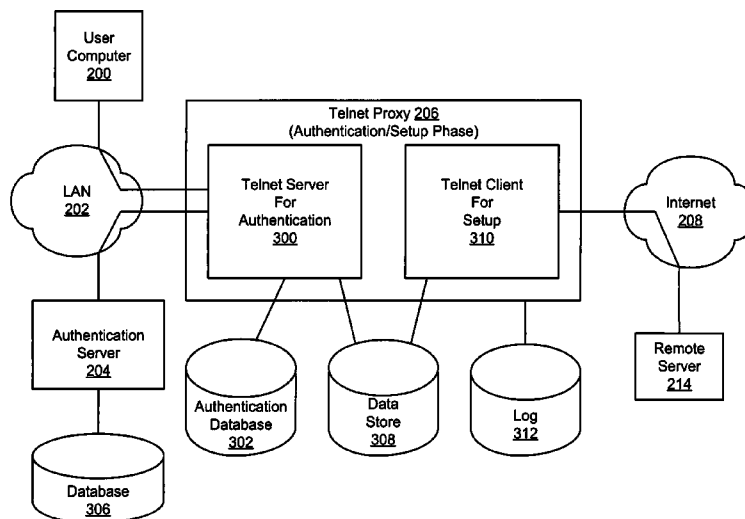 User
Computer
200
Telnet Proxy 206
(Authentication/Setup Phase)
LAN
202
Telnet Server
For
Authentication
300
Telnet Client
For
Setup
310
Internet
208
Authentication
Server
204
Authentication
Database
302
Data
Store
308
Log
312
Remote
Server
214
Database
306